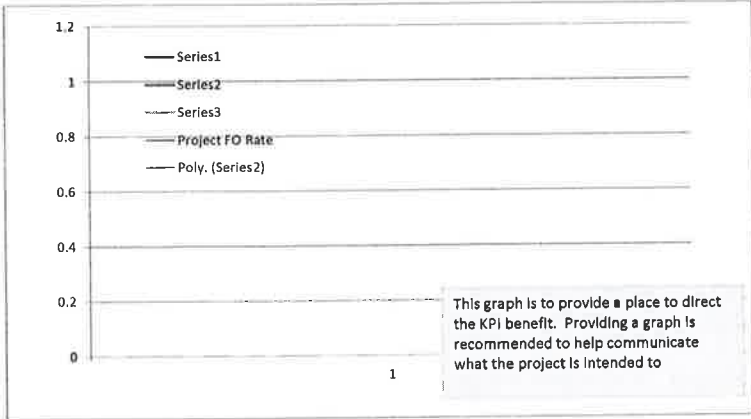 1.2
1
0.8
0.6
0.4
0.2
0
Series1
Series2
Series3
Project FO Rate
Poly. (Series2)
1
This graph is to provide a place to direct
the KPI benefit. Providing a graph is
recommended to help communicate
what the project is intended to